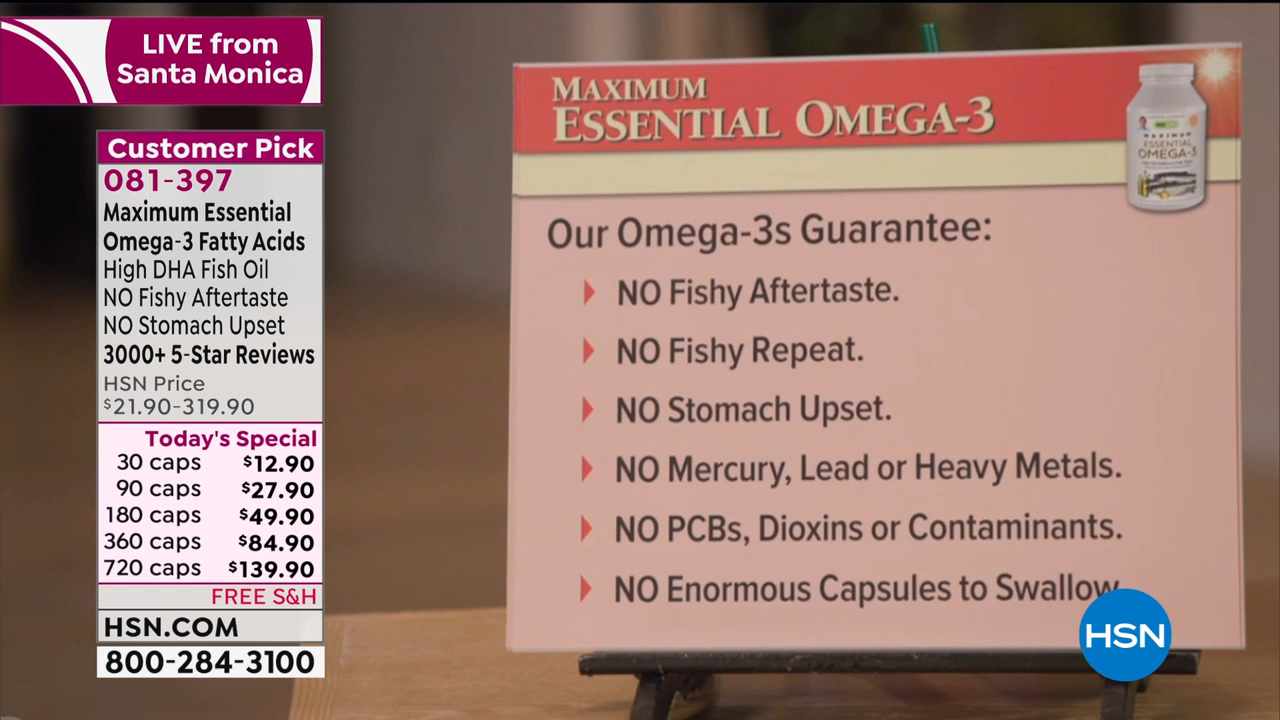 LIVE from
Santa Monica
Customer Pick
081-397
Maximum Essential
Omega-3 Fatty Acids
High DHA Fish Oil
NO Fishy Aftertaste
NO Stomach Upset
3000+ 5-Star Reviews
HSN Price
$21.90-319.90
Today's Special
30 caps $12.90
90 caps $27.90
180 caps $49.90
360 caps $84.90
720 caps $139.90
FREE S&H
HSN.COM
800-284-3100
MAXIMUM
ESSENTIAL OMEGA-3
MAXIMUM
ESSENTIAL
OMEGA-3
Our Omega-3s Guarantee:
NO Fishy Aftertaste.
NO Fishy Repeat.
NO Stomach Upset.
NO Mercury, Lead or Heavy Metals.
NO PCBs, Dioxins or Contaminants.
NO Enormous Capsules to Swallow
HSN